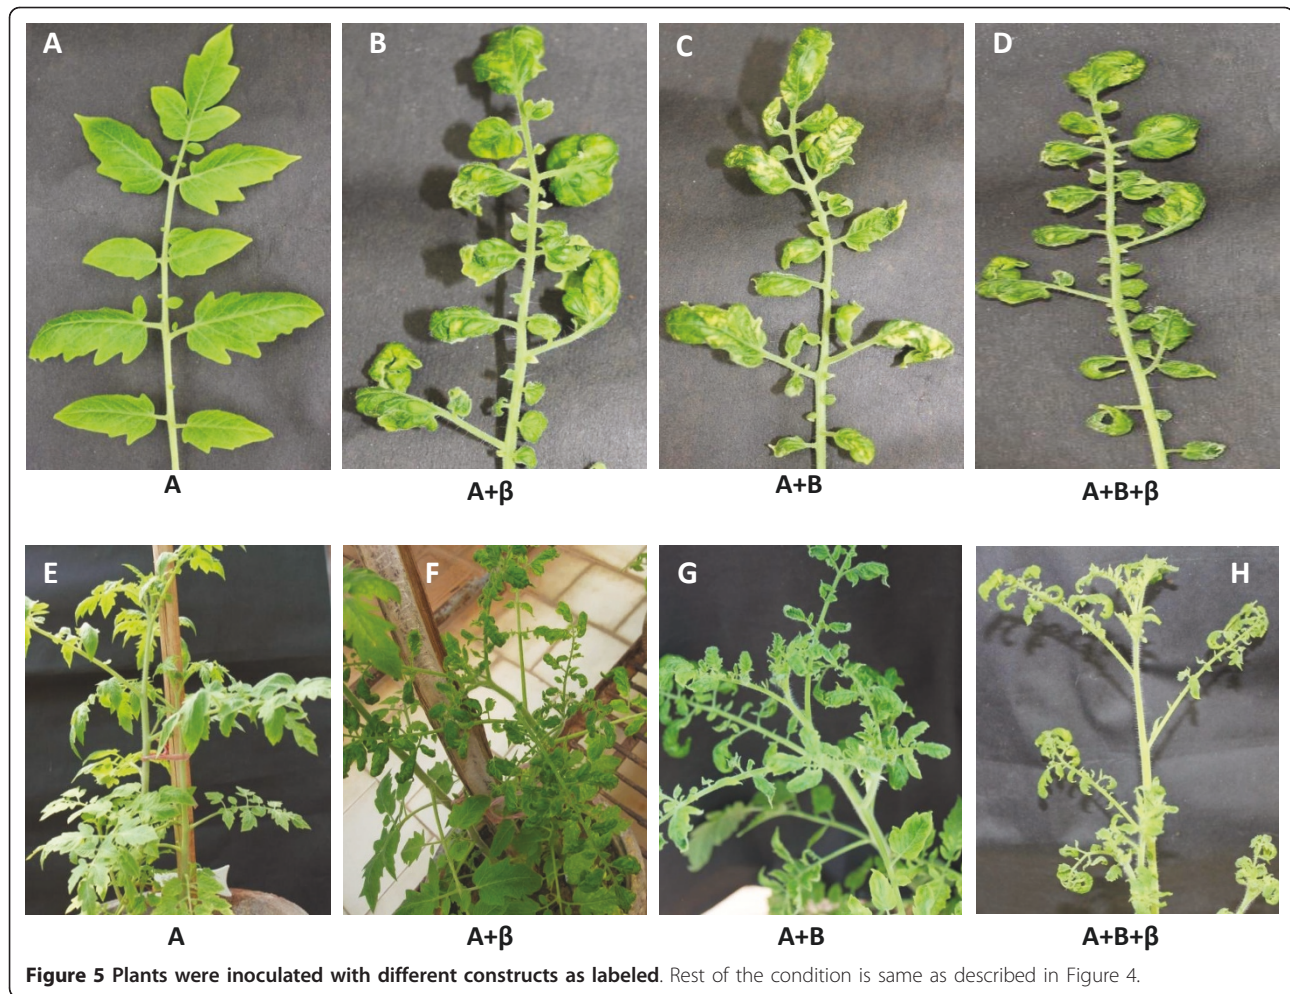 A B C D
A A+β A+B A+B+β
E F G H
A A+β A+B A+B+β
Figure 5 Plants were inoculated with different constructs as labeled. Rest of the condition is same as described in Figure 4.